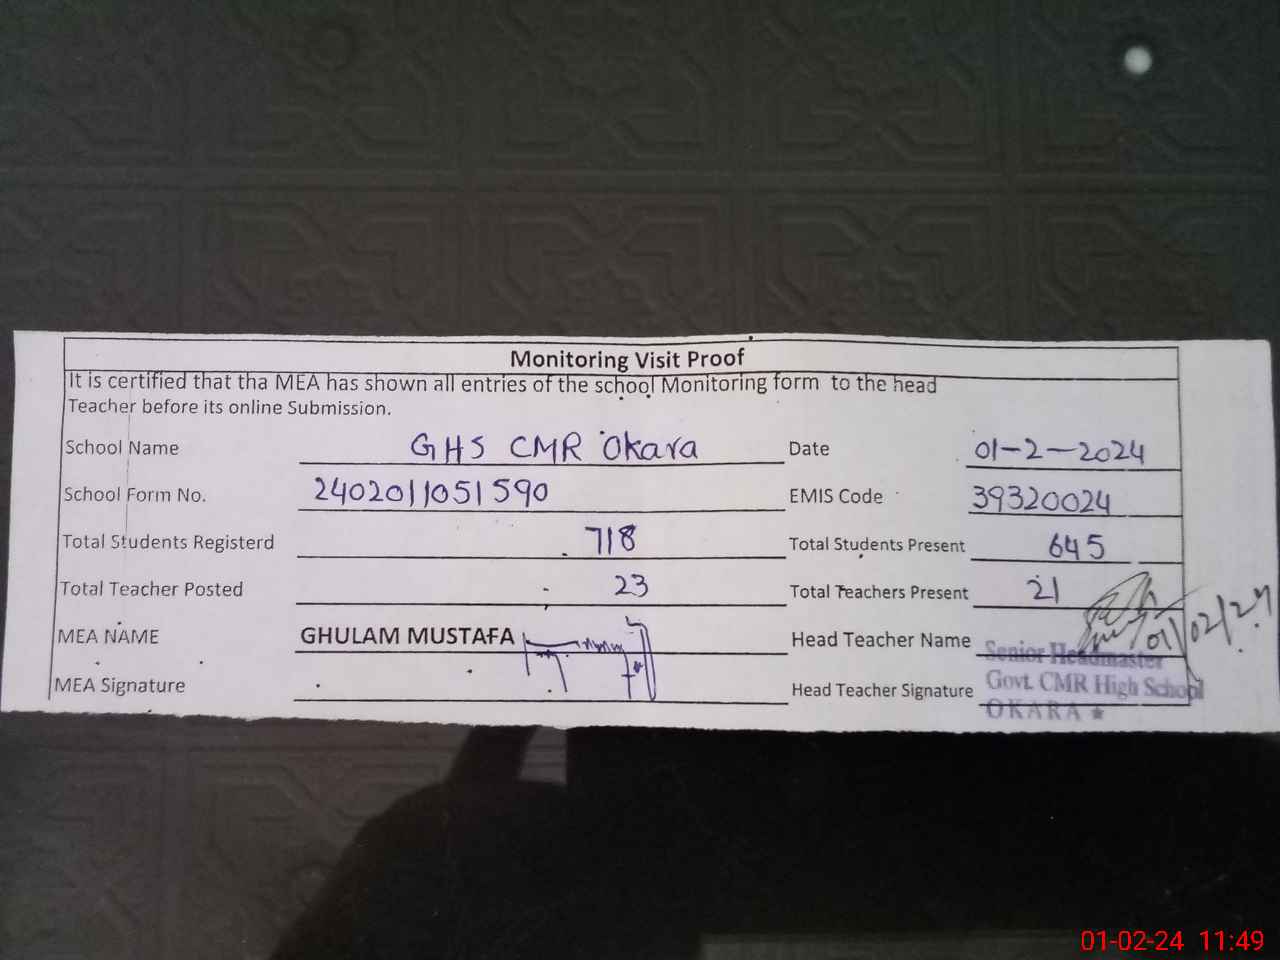 Monitoring Visit Proof
It is certified that tha MEA has shown all entries of the school Monitoring form to the head
Teacher before its online Submission.
School Name GHS CMR Okara Date 01-2-2024
School Form No. 2402011051590 EMIS Code 39320024
Total Students Registerd 718 Total Students Present 645
Total Teacher Posted 23 Total Teachers Present 21
MEA NAME GHULAM MUSTAFA Head Teacher Name 01/02/24
Senior Headmaster
MEA Signature Head Teacher Signature Govt. CMR High School
OKARA ★
01-02-24 11:49